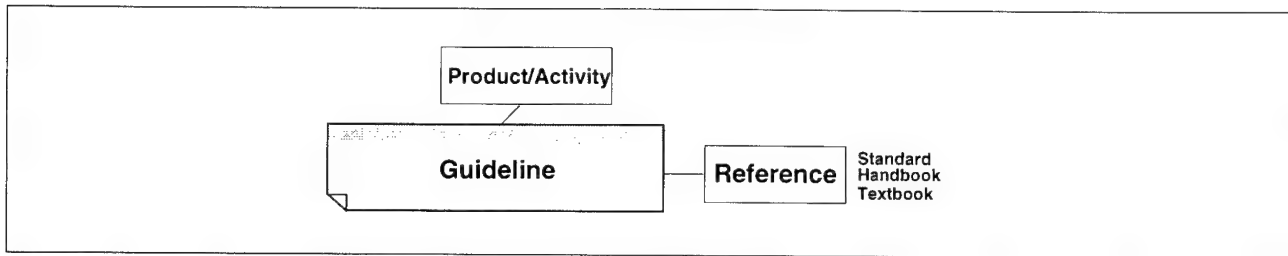 Product/Activity
Guideline
Reference
Standard
Handbook
Textbook